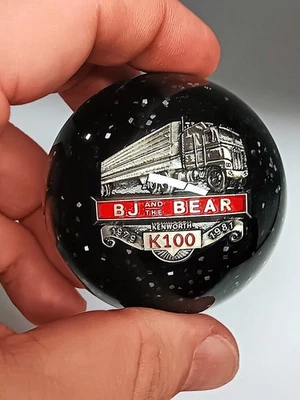 BJ AND THE BEAR
KENWORTH
1979 K100 1981